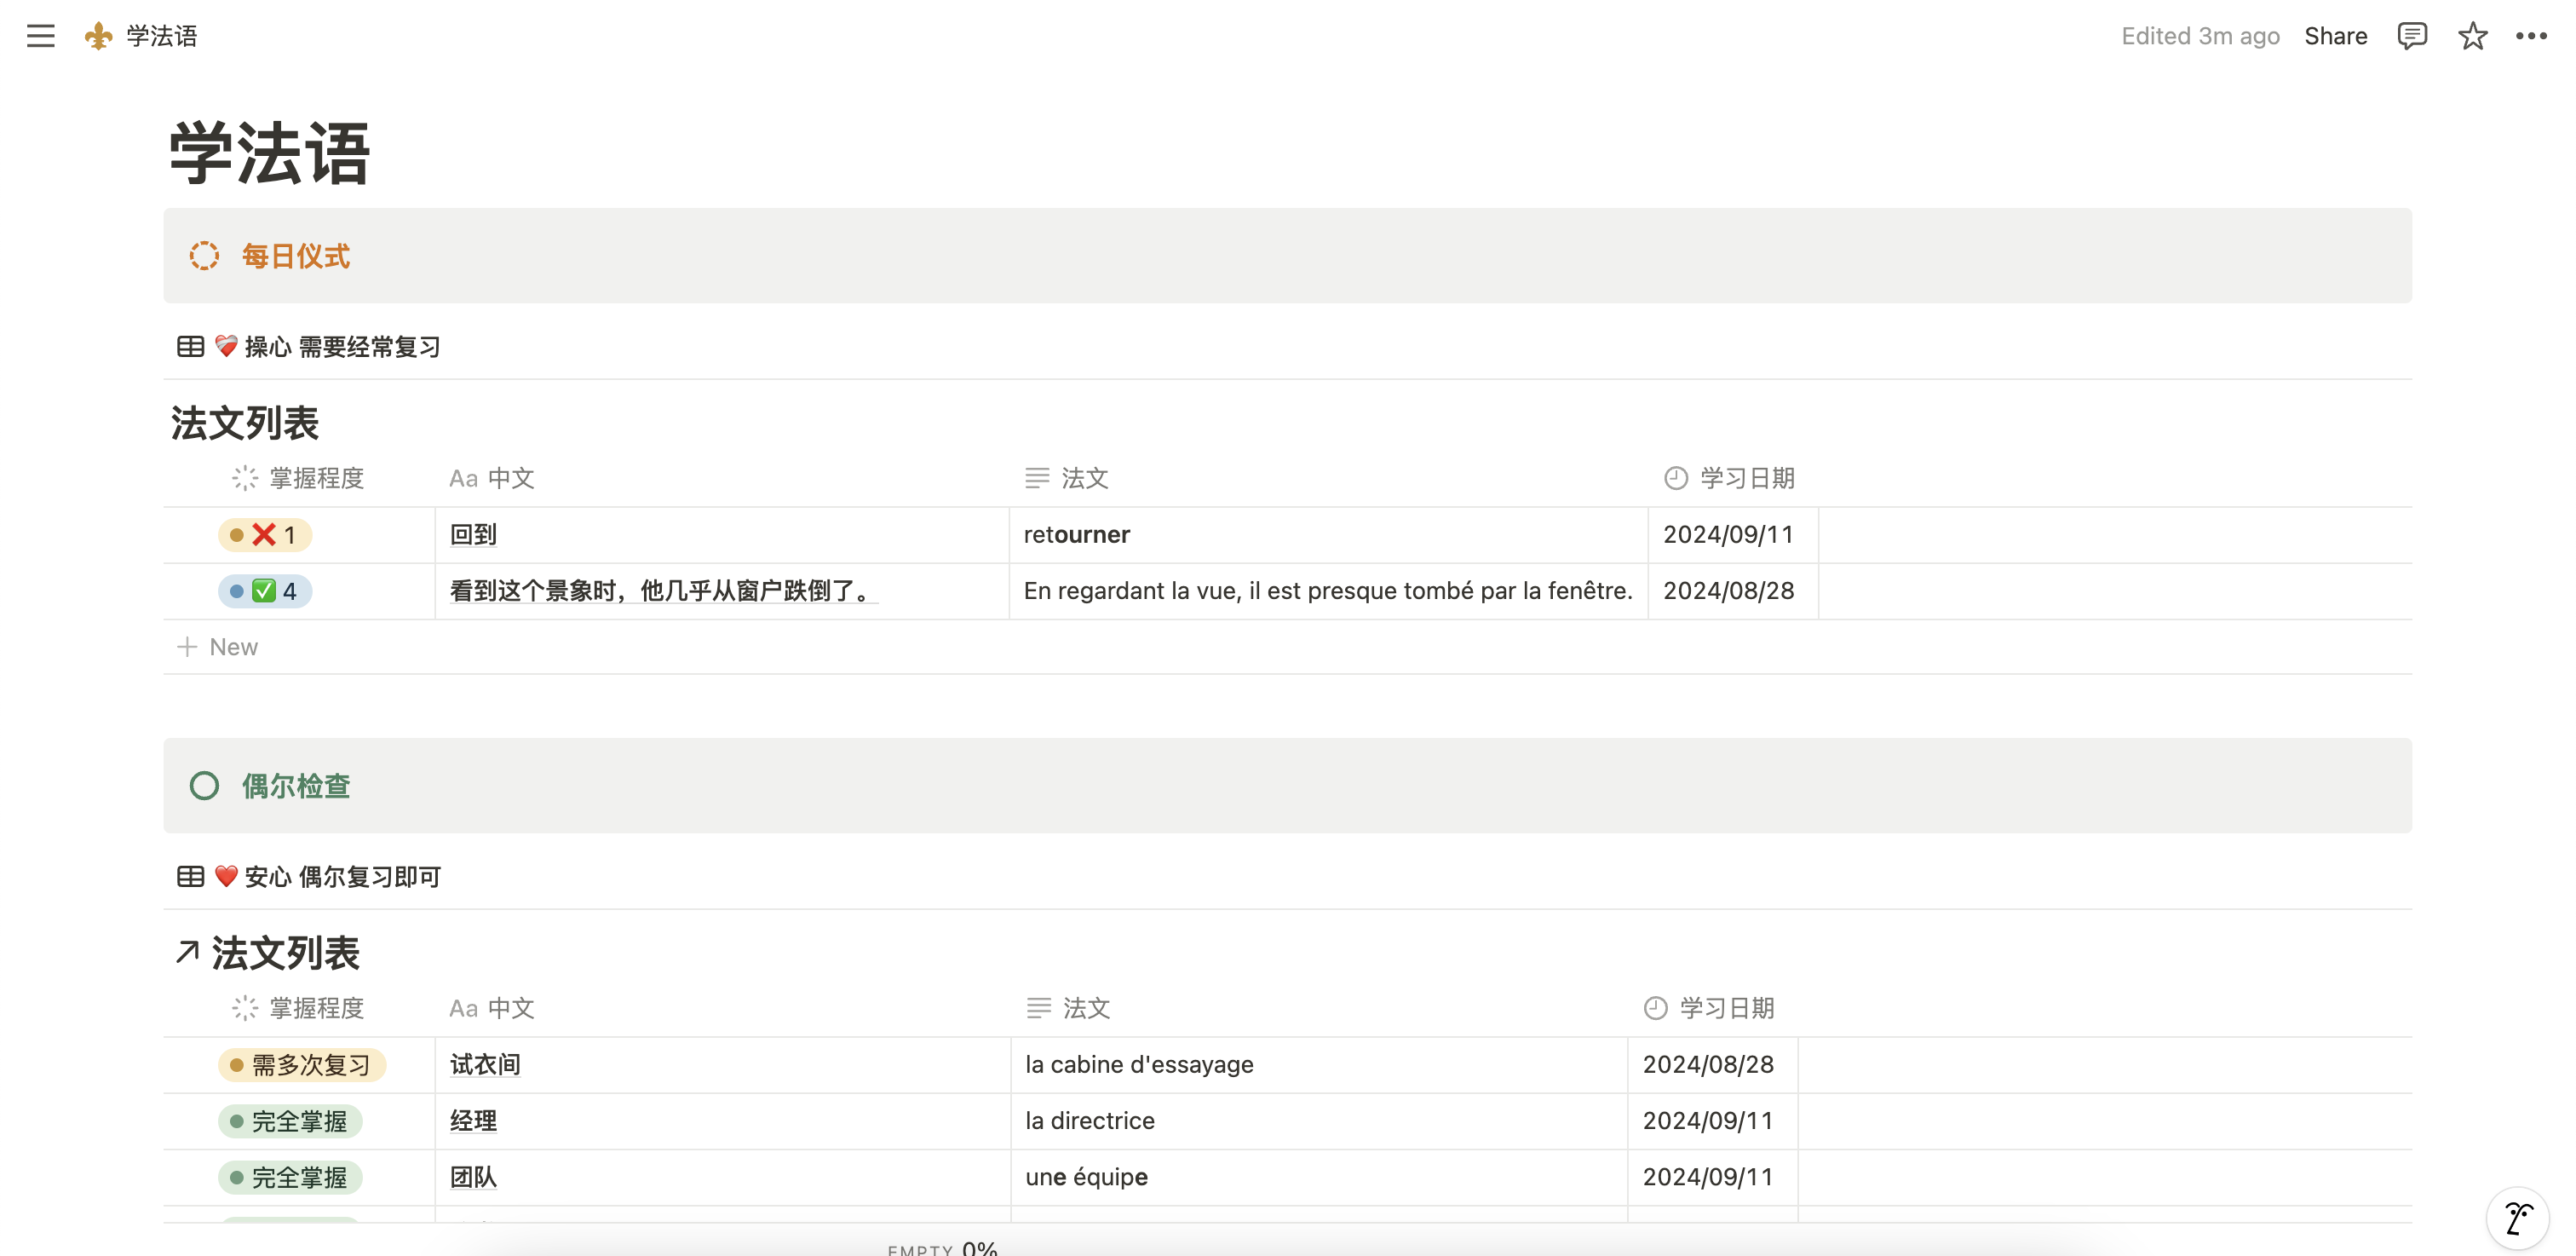 学法语
Edited 3m ago Share
学法语
每日仪式
操心 需要经常复习
法文列表
掌握程度 Aa 中文 法文 学习日期
❌ 1 回到 retourner 2024/09/11
✅ 4 看到这个景象时，他几乎从窗户跌倒了。 En regardant la vue, il est presque tombé par la fenêtre. 2024/08/28
+ New
偶尔检查
安心 偶尔复习即可
↗ 法文列表
掌握程度 Aa 中文 法文 学习日期
需多次复习 试衣间 la cabine d'essayage 2024/08/28
完全掌握 经理 la directrice 2024/09/11
完全掌握 团队 une équipe 2024/09/11
EMPTY 0%